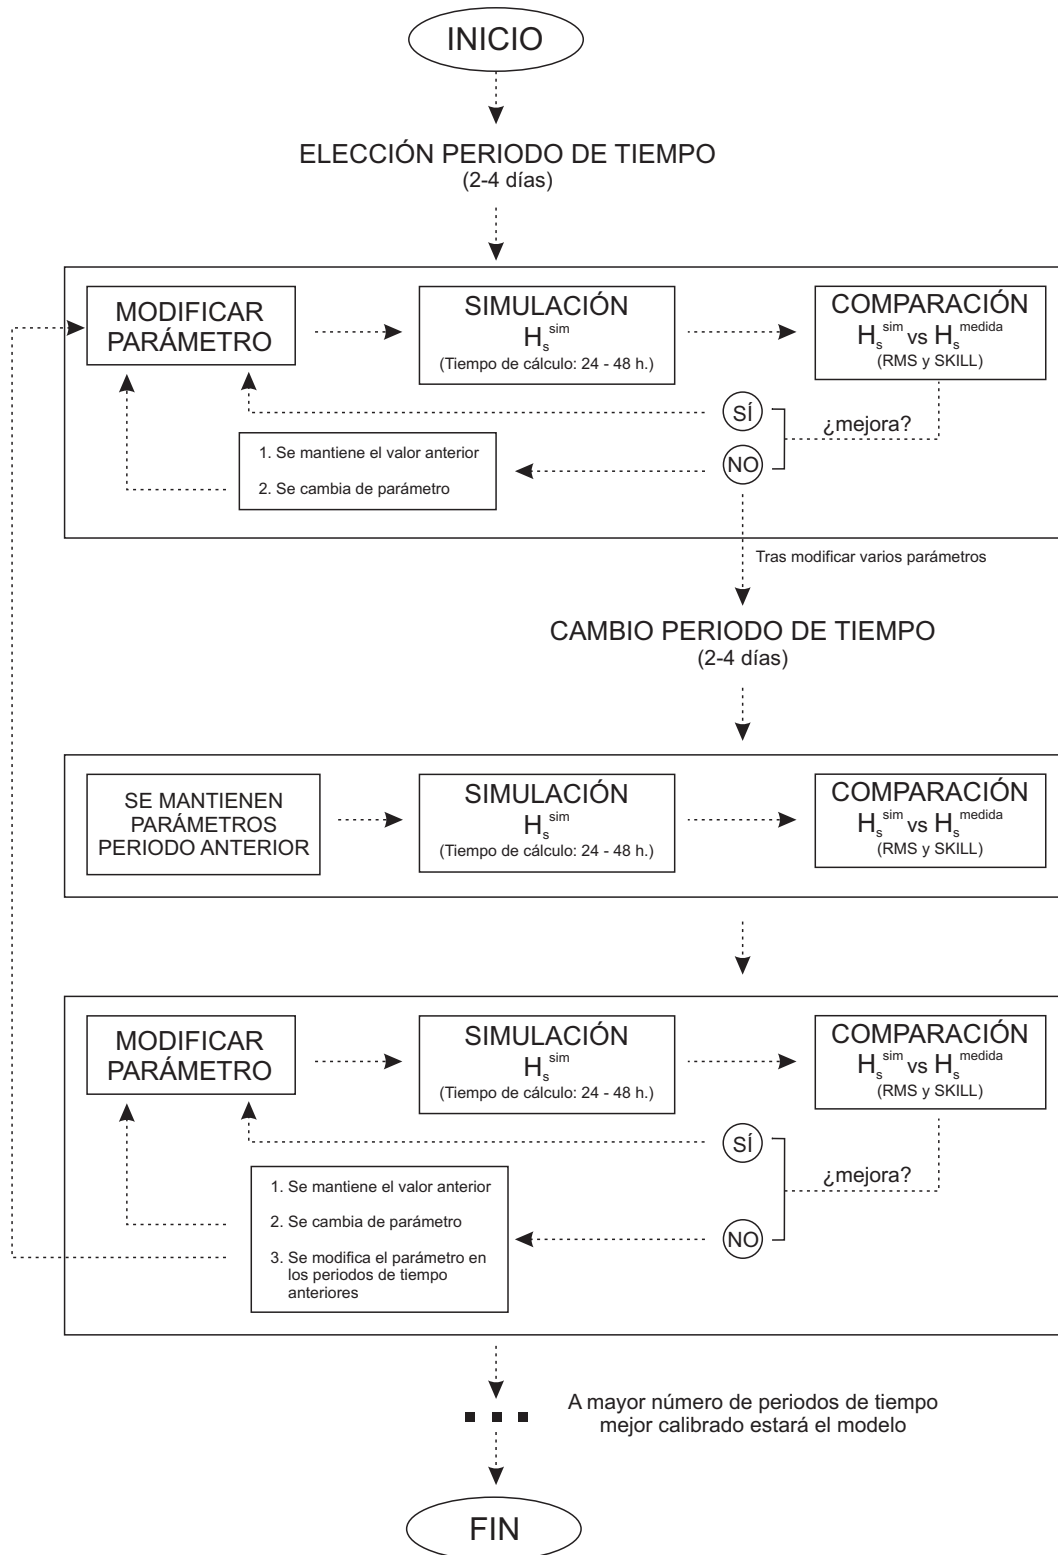 INICIO
ELECCIÓN PERIODO DE TIEMPO
(2-4 días)
MODIFICAR
PARÁMETRO
SIMULACIÓN
H_s^sim
(Tiempo de cálculo: 24 - 48 h.)
COMPARACIÓN
H_s^sim vs H_s^medida
(RMS y SKILL)
SÍ
¿mejora?
NO
1. Se mantiene el valor anterior
2. Se cambia de parámetro
Tras modificar varios parámetros
CAMBIO PERIODO DE TIEMPO
(2-4 días)
SE MANTIENEN
PARÁMETROS
PERIODO ANTERIOR
SIMULACIÓN
H_s^sim
(Tiempo de cálculo: 24 - 48 h.)
COMPARACIÓN
H_s^sim vs H_s^medida
(RMS y SKILL)
MODIFICAR
PARÁMETRO
SIMULACIÓN
H_s^sim
(Tiempo de cálculo: 24 - 48 h.)
COMPARACIÓN
H_s^sim vs H_s^medida
(RMS y SKILL)
SÍ
¿mejora?
NO
1. Se mantiene el valor anterior
2. Se cambia de parámetro
3. Se modifica el parámetro en
los periodos de tiempo
anteriores
A mayor número de periodos de tiempo
mejor calibrado estará el modelo
FIN